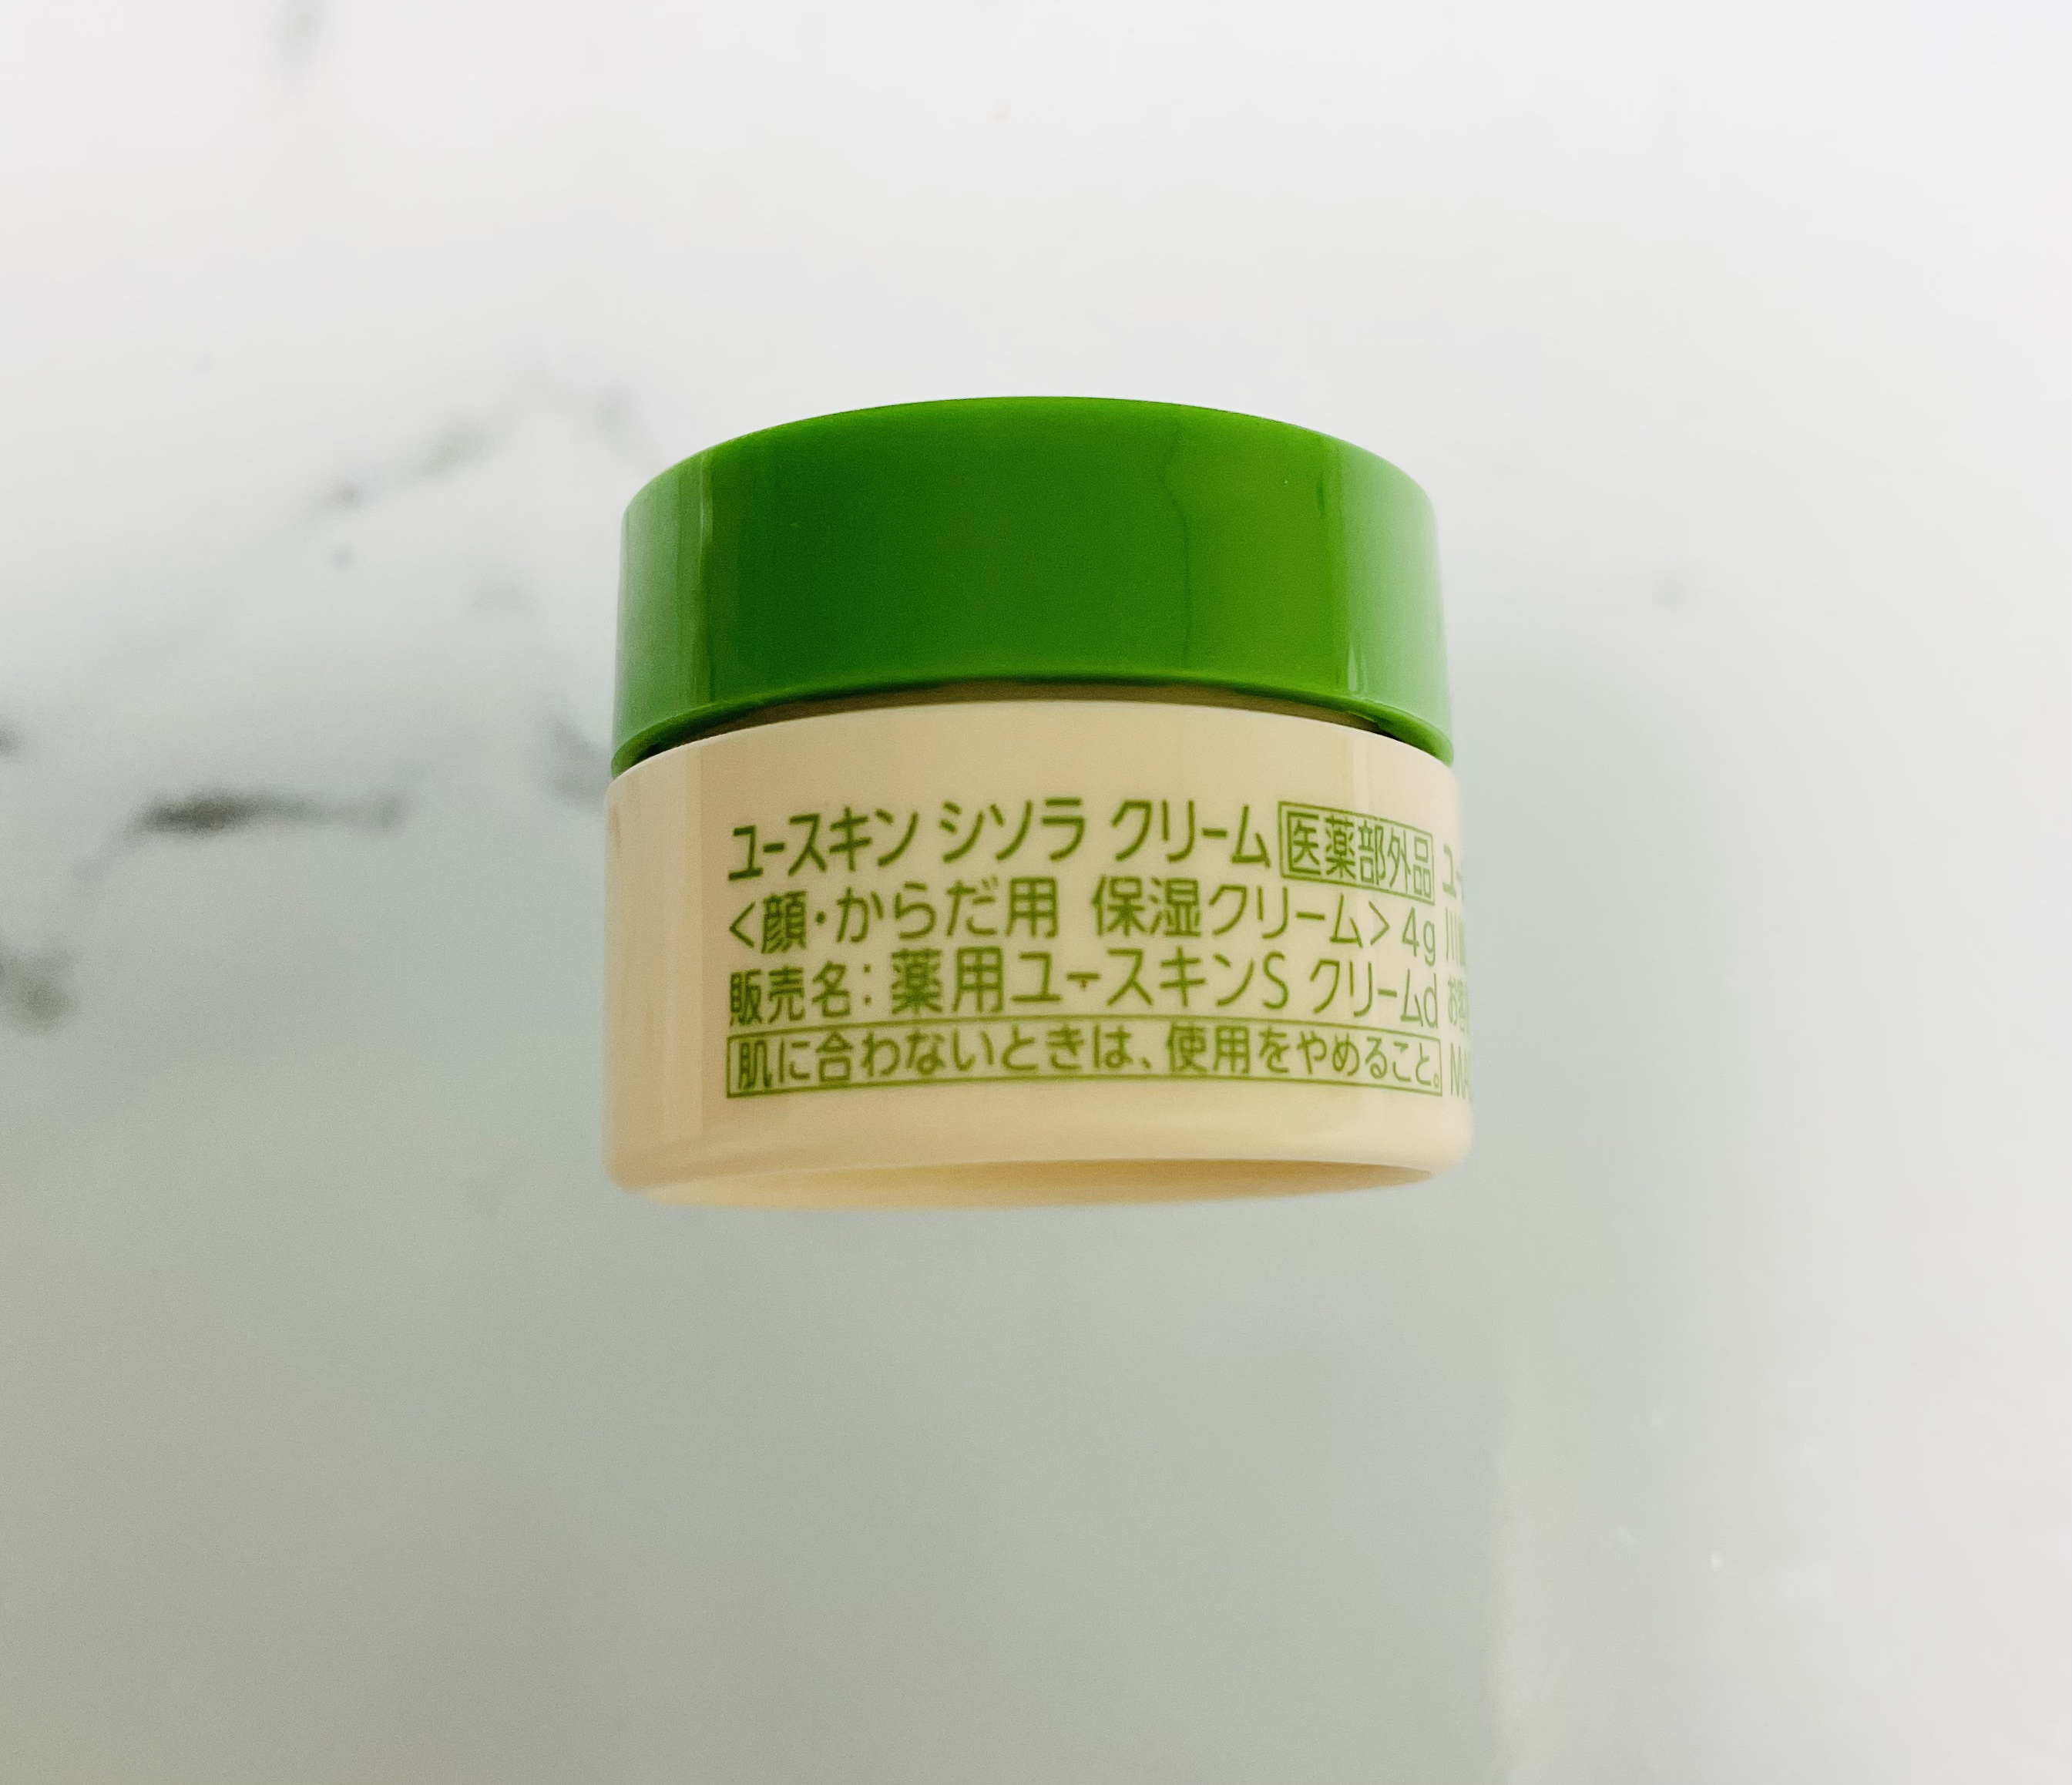 ユースキン シソラ クリーム 医薬部外品
<顔・からだ用 保湿クリーム> 4g
販売名：薬用ユースキンS クリームd
肌に合わないときは、使用をやめること。